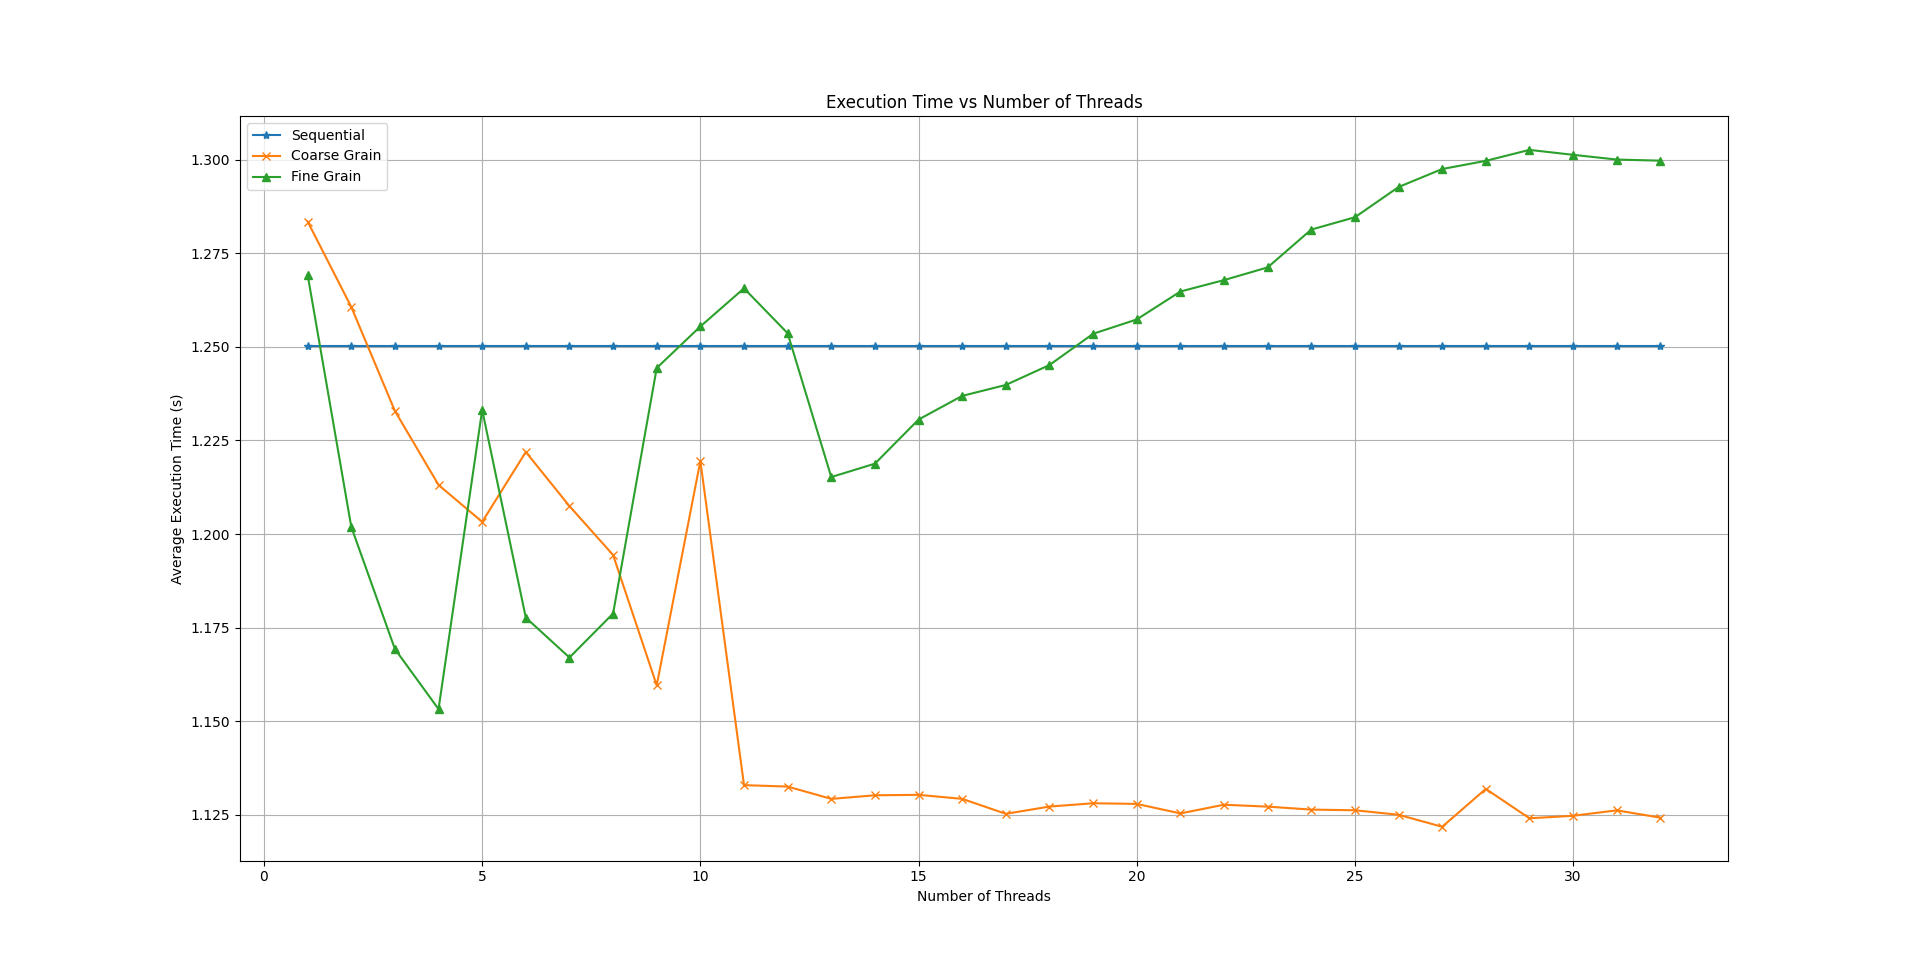 Execution Time vs Number of Threads
Sequential
Coarse Grain
Fine Grain
1.300
1.275
1.250
1.225
1.200
1.175
1.150
1.125
Average Execution Time (s)
0 5 10 15 20 25 30
Number of Threads